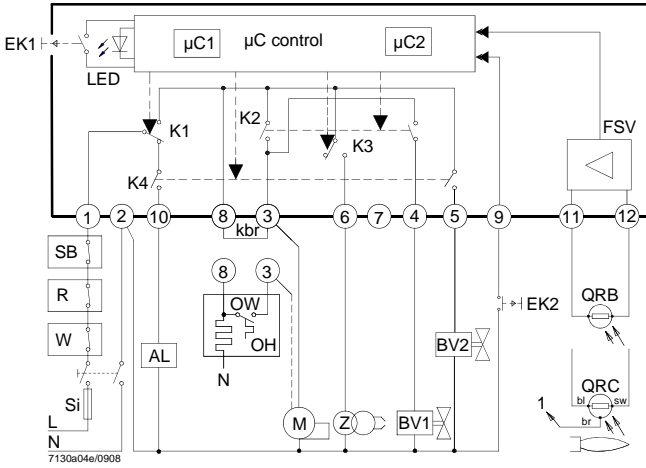 µC1 µC control µC2
EK1
LED
FSV
K1 K2
K3
K4
1 2 10 8 3 6 7 4 5 9 11 12
kbr
SB
8 3
QRB
R
OW
EK2
W
OH
AL
BV2
N
QRC
bl sw
Si
1
br
L
M Z BV1
N
7130a04e/0908